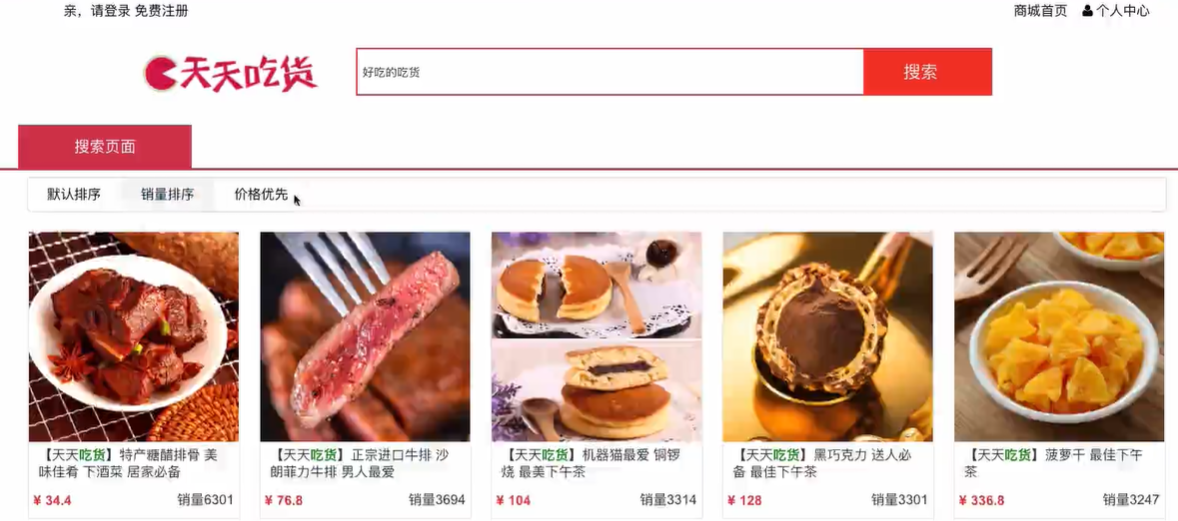 亲，请登录 免费注册
商城首页 个人中心
天天吃货
好吃的吃货
搜索
搜索页面
默认排序 销量排序 价格优先
【天天吃货】特产糖醋排骨 美
味佳肴 下酒菜 居家必备
¥ 34.4 销量6301
【天天吃货】正宗进口牛排 沙
朗菲力牛排 男人最爱
¥ 76.8 销量3694
【天天吃货】机器猫最爱 铜锣
烧 最美下午茶
¥ 104 销量3314
【天天吃货】黑巧克力 送人必
备 最佳下午茶
¥ 128 销量3301
【天天吃货】菠萝干 最佳下午
茶
¥ 336.8 销量3247